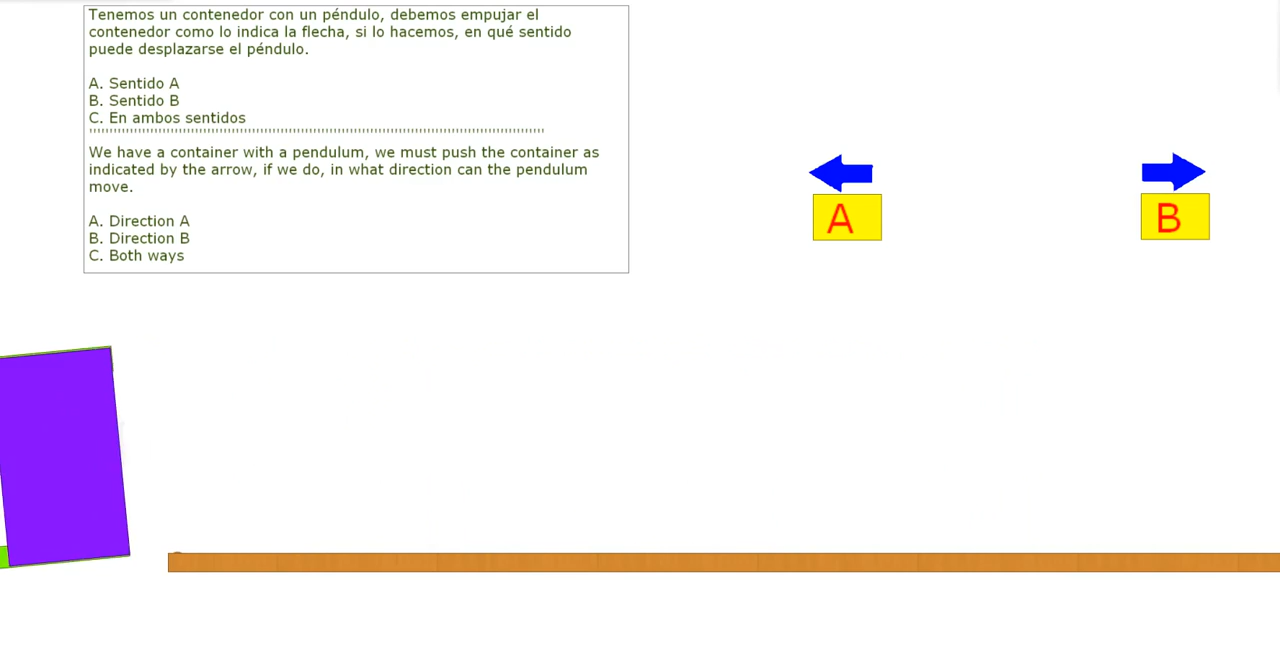 Tenemos un contenedor con un péndulo, debemos empujar el
contenedor como lo indica la flecha, si lo hacemos, en qué sentido
puede desplazarse el péndulo.
A. Sentido A
B. Sentido B
C. En ambos sentidos
We have a container with a pendulum, we must push the container as
indicated by the arrow, if we do, in what direction can the pendulum
move.
A. Direction A
B. Direction B
C. Both ways
A
B